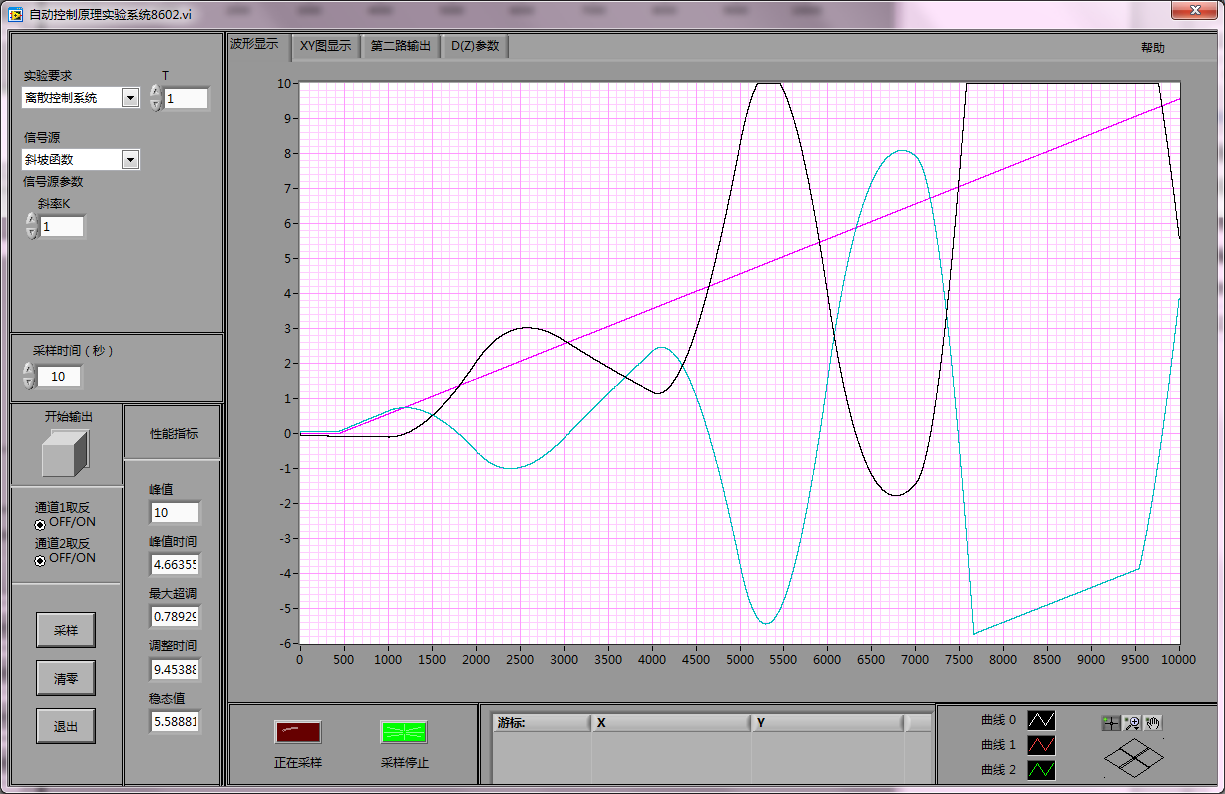 自动控制原理实验系统8602.vi
波形显示 XY图显示 第二路输出 D(Z)参数 帮助
实验要求 T
离散控制系统 1
信号源
斜坡函数
信号源参数
斜率K
1
采样时间（秒）
10
开始输出
性能指标
通道1取反
OFF/ON
通道2取反
OFF/ON
采样
清零
退出
峰值
10
峰值时间
4.66355
最大超调
0.78929
调整时间
9.45388
稳态值
5.58881
10
9
8
7
6
5
4
3
2
1
0
-1
-2
-3
-4
-5
-6
0 500 1000 1500 2000 2500 3000 3500 4000 4500 5000 5500 6000 6500 7000 7500 8000 8500 9000 9500 10000
正在采样 采样停止
游标: X Y
曲线 0
曲线 1
曲线 2